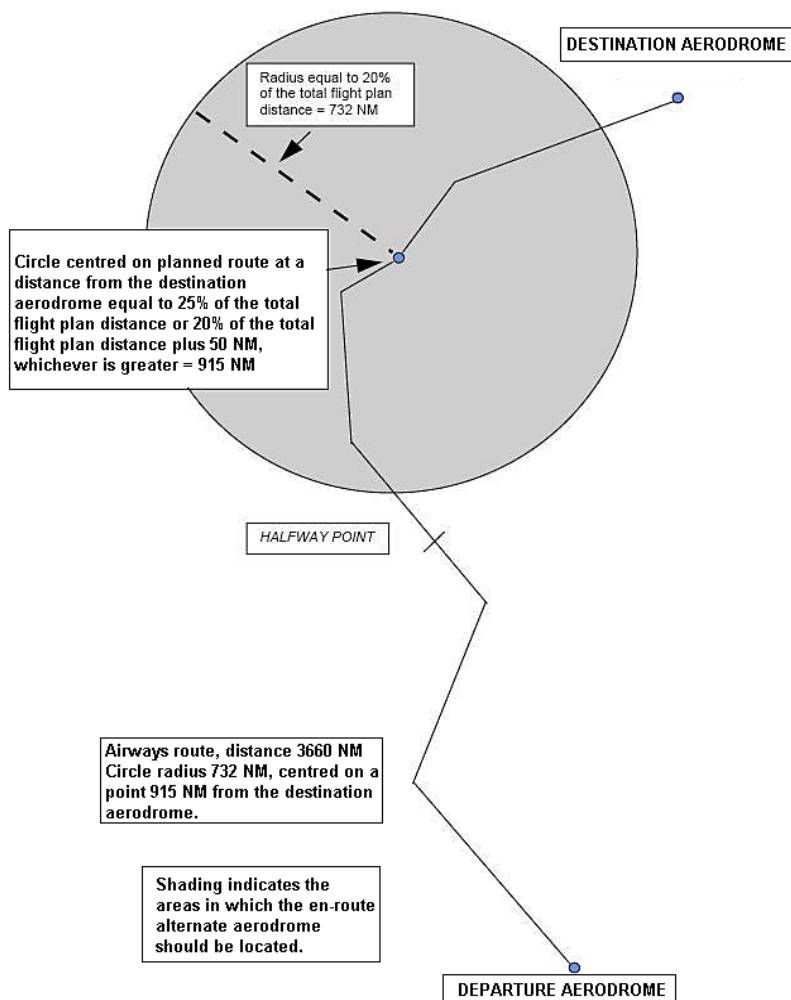 DESTINATION AERODROME
Radius equal to 20%
of the total flight plan
distance = 732 NM
Circle centred on planned route at a
distance from the destination
aerodrome equal to 25% of the total
flight plan distance or 20% of the total
flight plan distance plus 50 NM,
whichever is greater = 915 NM
HALFWAY POINT
Airways route, distance 3660 NM
Circle radius 732 NM, centred on a
point 915 NM from the destination
aerodrome.
Shading indicates the
areas in which the en-route
alternate aerodrome
should be located.
DEPARTURE AERODROME